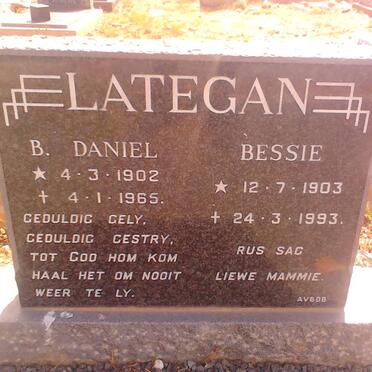 LATEGAN
B. DANIEL
★ 4·3·1902
✝ 4·1·1965.
GEDULDIG GELY,
GEDULDIG GESTRY,
TOT GOD HOM KOM
HAAL HET OM NOOIT
WEER TE LY.
BESSIE
★ 12·7·1903
✝ 24·3·1993.
RUS SAG
LIEWE MAMMIE.
AV608